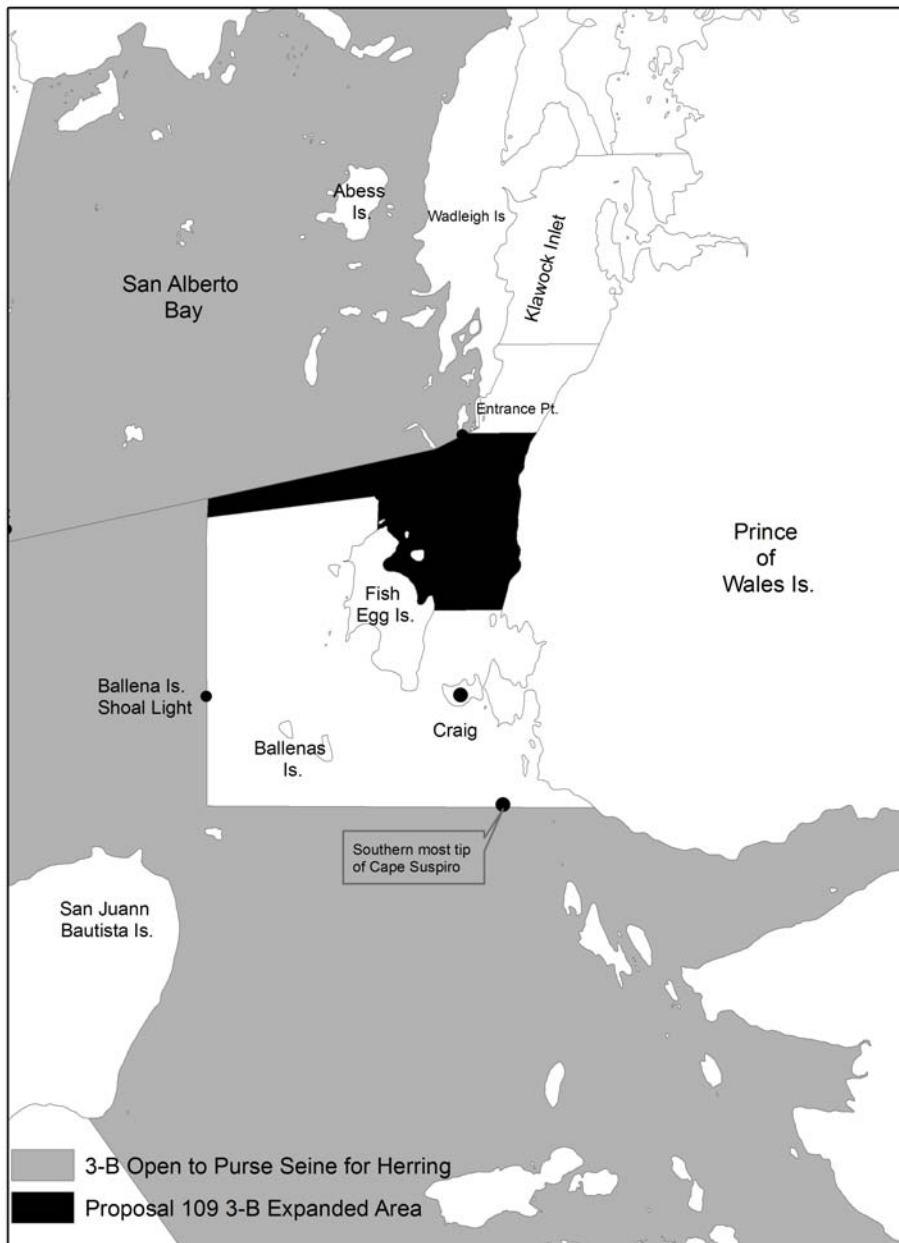 Abess
Is.
Wadleigh Is
Klawock Inlet
San Alberto
Bay
Entrance Pt.
Prince
of
Wales Is.
Fish
Egg Is.
Ballena Is.
Shoal Light
Craig
Ballenas
Is.
Southern most tip
of Cape Suspiro
San Juann
Bautista Is.
3-B Open to Purse Seine for Herring
Proposal 109 3-B Expanded Area